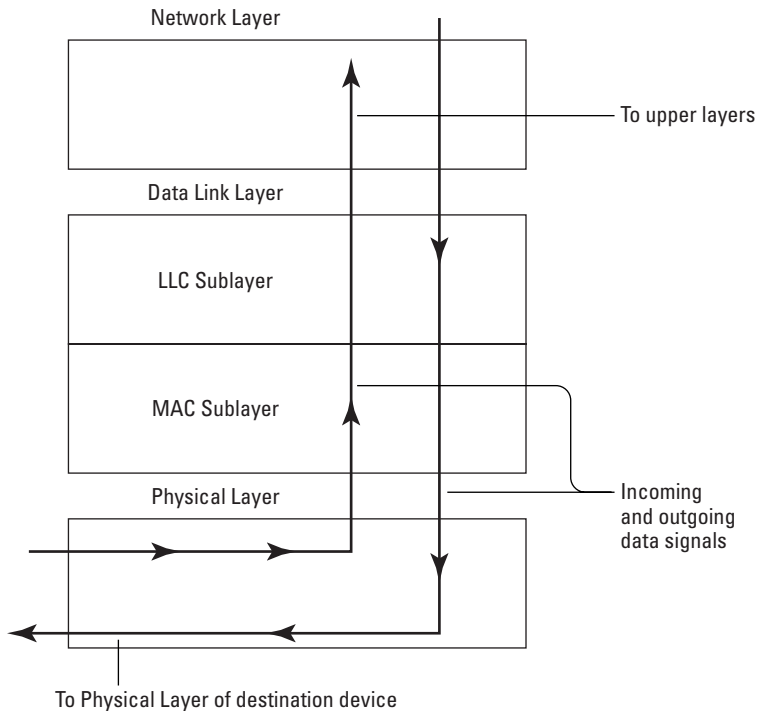 Network Layer
To upper layers
Data Link Layer
LLC Sublayer
MAC Sublayer
Physical Layer
Incoming
and outgoing
data signals
To Physical Layer of destination device